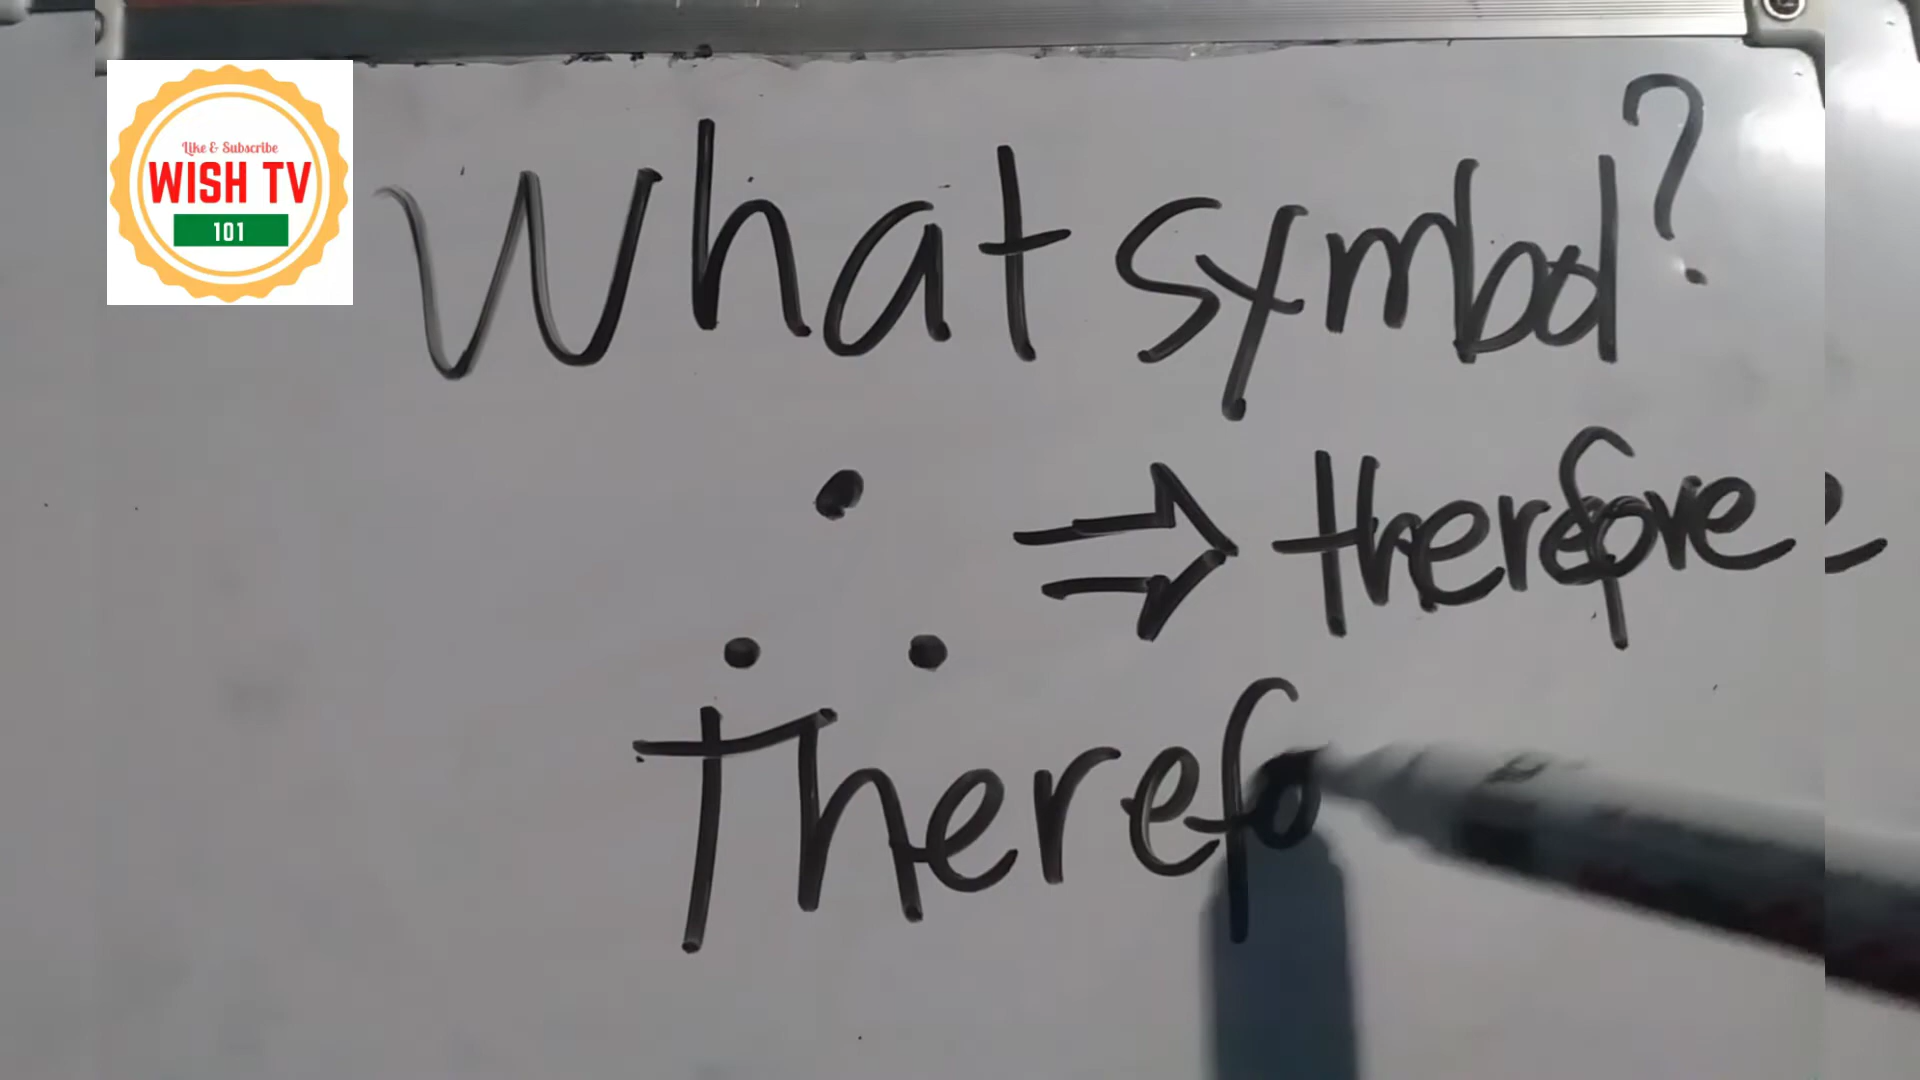 Like & Subscribe
WISH TV
101
What symbol?
∴ ⇒ therefore
Therefo